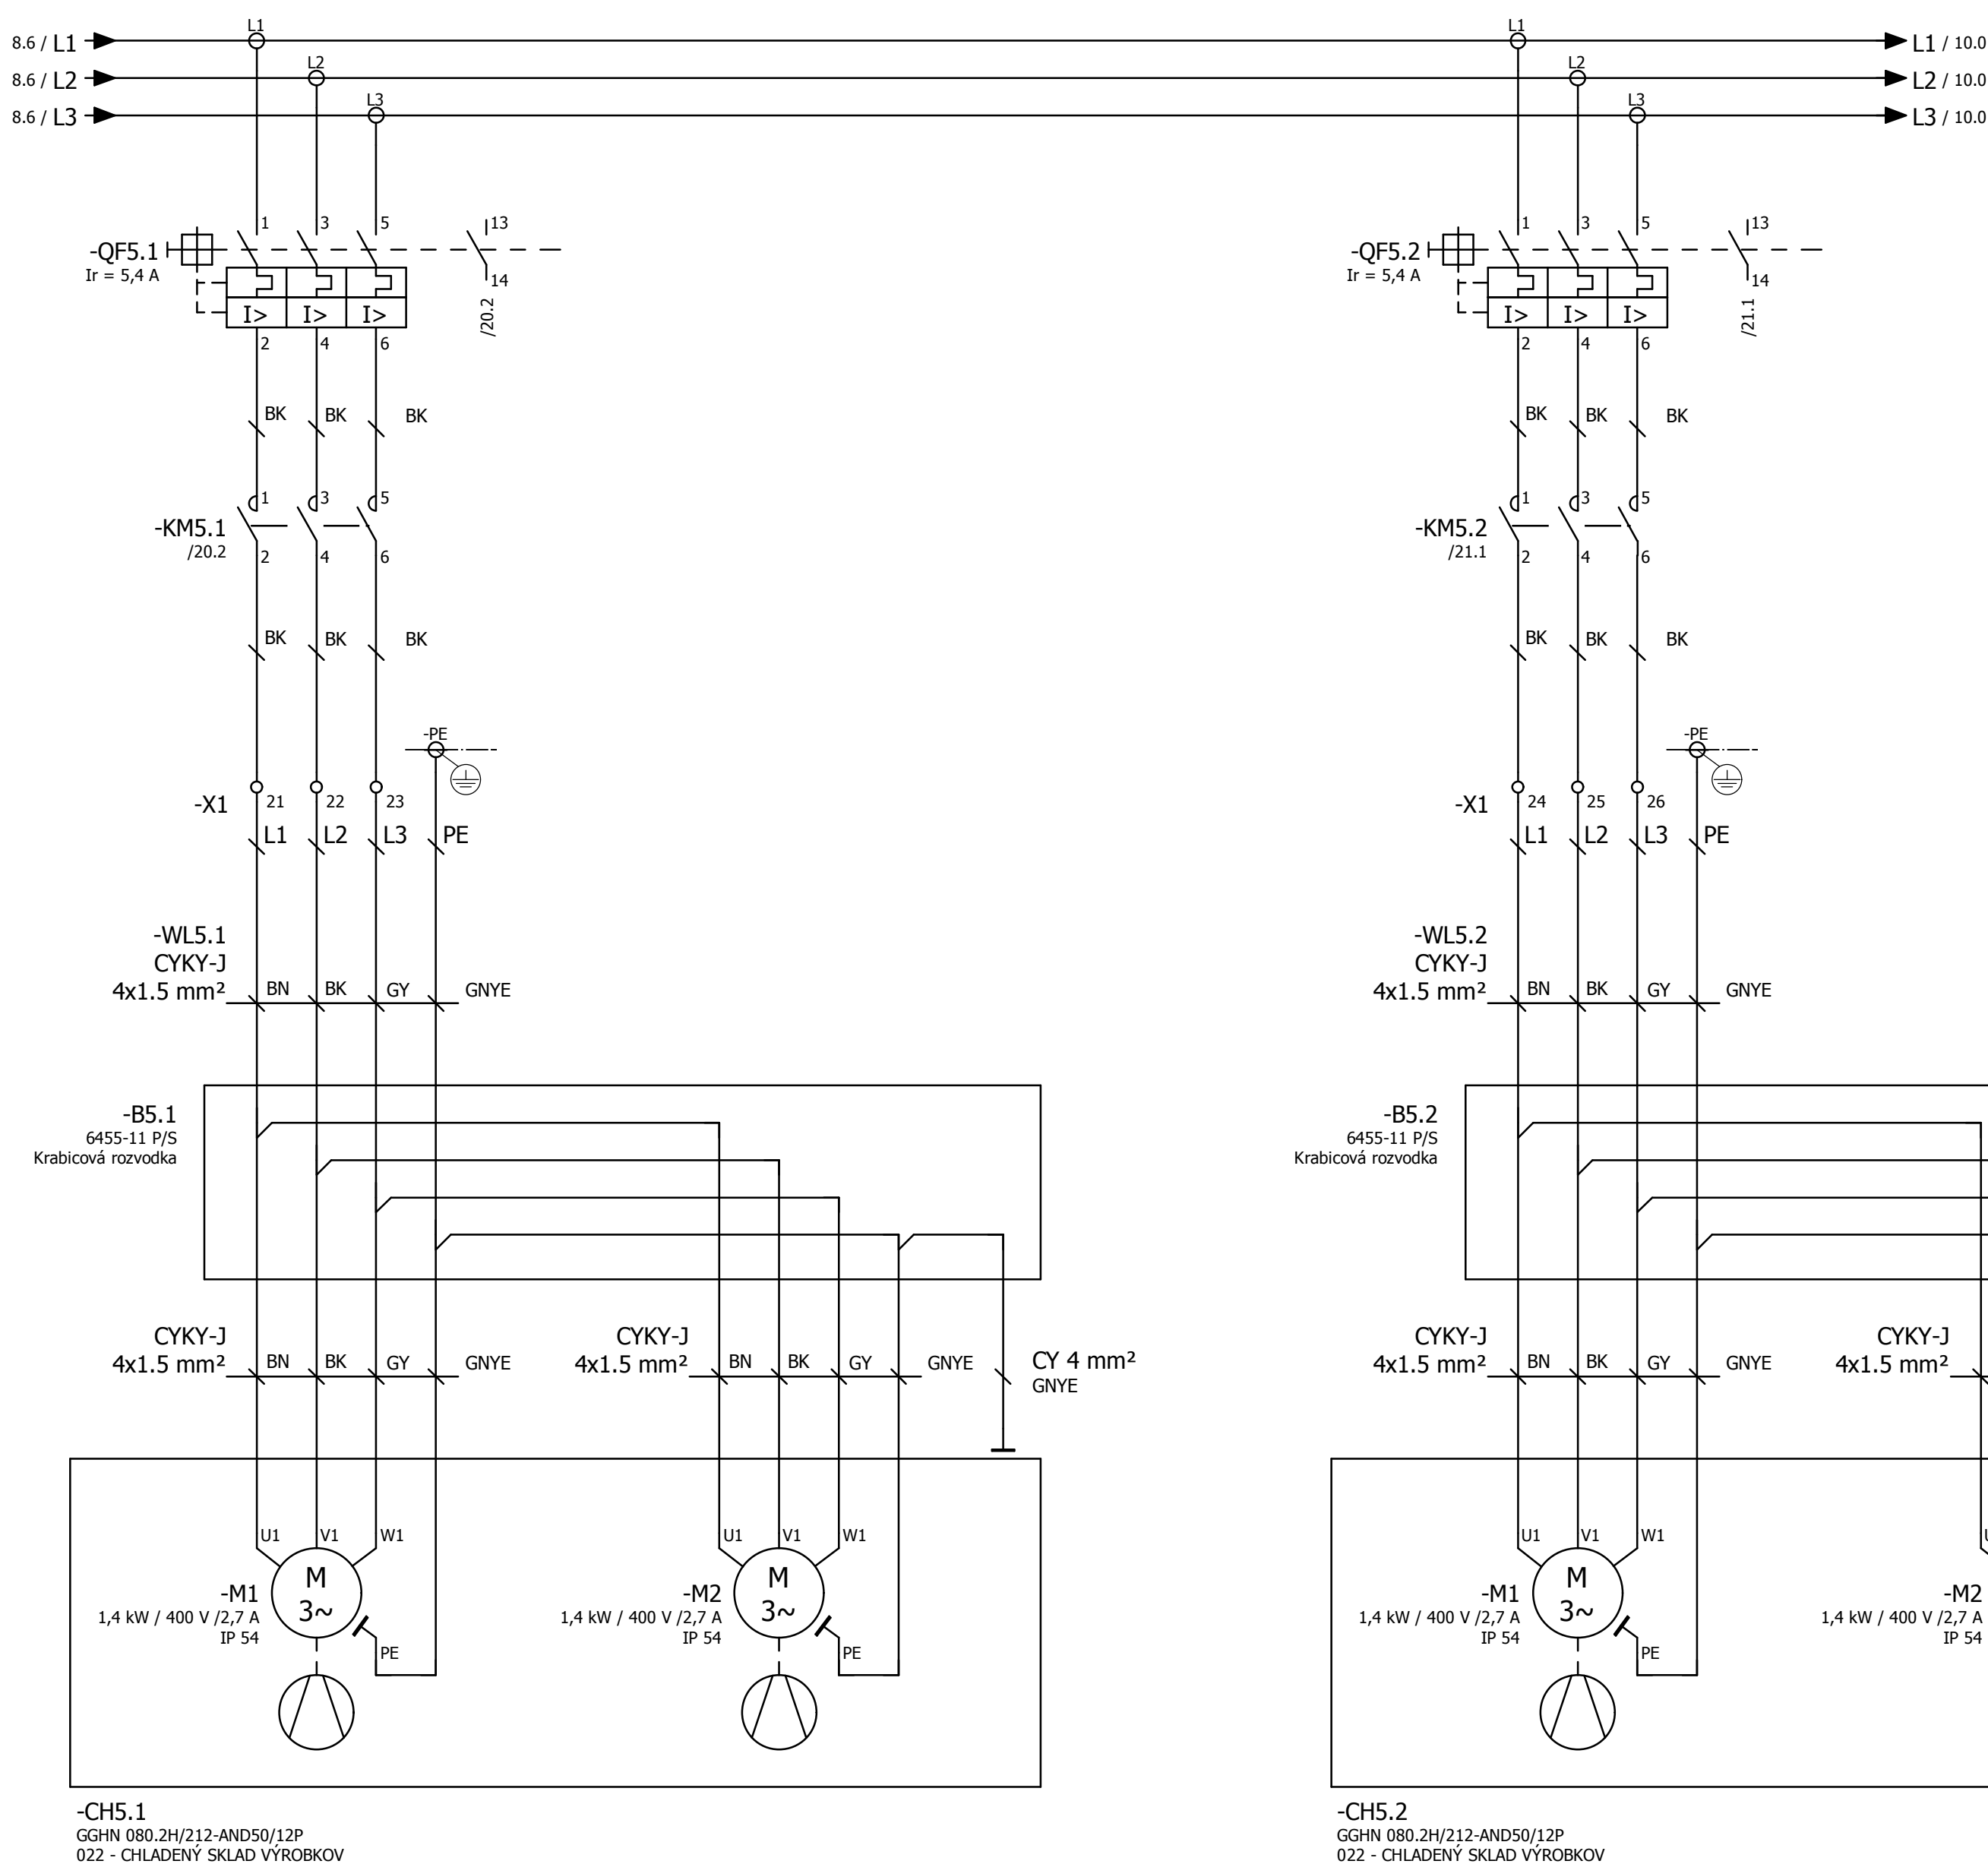 L1 L1
8.6 / L1 L1 / 10.0
L2 L2
8.6 / L2 L2 / 10.0
L3 L3
8.6 / L3 L3 / 10.0
-QF5.1 1 3 5 13
Ir = 5,4 A
14
I> I> I>
/20.2
2 4 6
BK BK BK
-KM5.1 1 3 5
/20.2
2 4 6
BK BK BK
-PE
-X1 21 22 23
L1 L2 L3 PE
-WL5.1
CYKY-J
4x1.5 mm² BN BK GY GNYE
-B5.1
6455-11 P/S
Krabicová rozvodka
CYKY-J
4x1.5 mm² BN BK GY GNYE
CYKY-J
4x1.5 mm² BN BK GY GNYE
CY 4 mm²
GNYE
U1 V1 W1
M
3~
-M1
1,4 kW / 400 V /2,7 A
IP 54
PE
U1 V1 W1
M
3~
-M2
1,4 kW / 400 V /2,7 A
IP 54
PE
-CH5.1
GGHN 080.2H/212-AND50/12P
022 - CHLADENÝ SKLAD VÝROBKOV
-QF5.2 1 3 5 13
Ir = 5,4 A
14
I> I> I>
/21.1
2 4 6
BK BK BK
-KM5.2 1 3 5
/21.1
2 4 6
BK BK BK
-PE
-X1 24 25 26
L1 L2 L3 PE
-WL5.2
CYKY-J
4x1.5 mm² BN BK GY GNYE
-B5.2
6455-11 P/S
Krabicová rozvodka
CYKY-J
4x1.5 mm² BN BK GY GNYE
CYKY-J
4x1.5 mm²
U1 V1 W1
M
3~
-M1
1,4 kW / 400 V /2,7 A
IP 54
PE
-M2
1,4 kW / 400 V /2,7 A
IP 54
-CH5.2
GGHN 080.2H/212-AND50/12P
022 - CHLADENÝ SKLAD VÝROBKOV